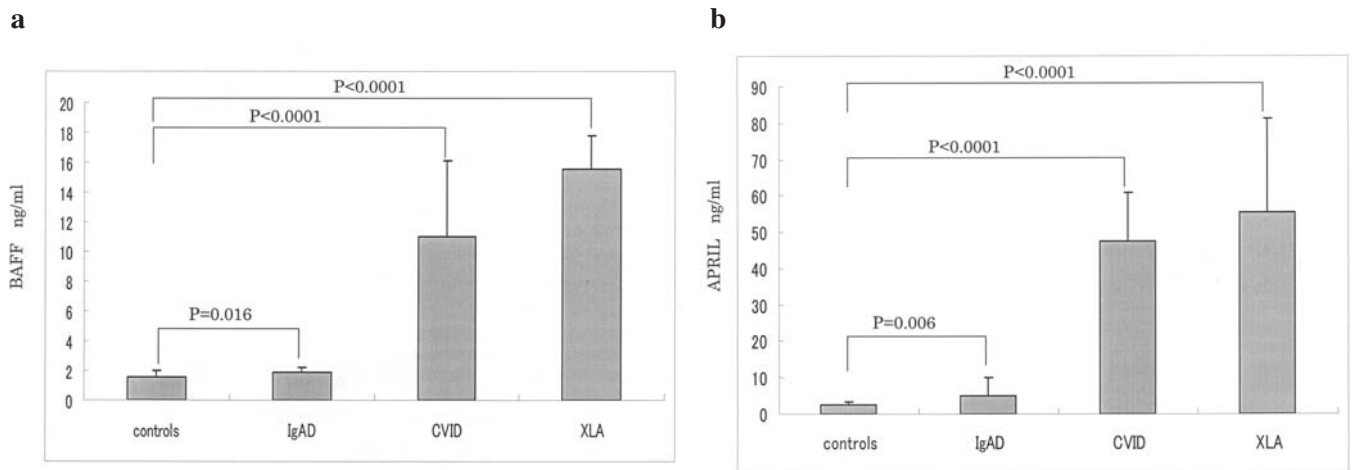 a
P<0.0001
P<0.0001
P=0.016
BAFF ng/ml
20
18
16
14
12
10
8
6
4
2
0
controls IgAD CVID XLA
b
P<0.0001
P<0.0001
P=0.006
APRIL ng/ml
90
80
70
60
50
40
30
20
10
0
controls IgAD CVID XLA